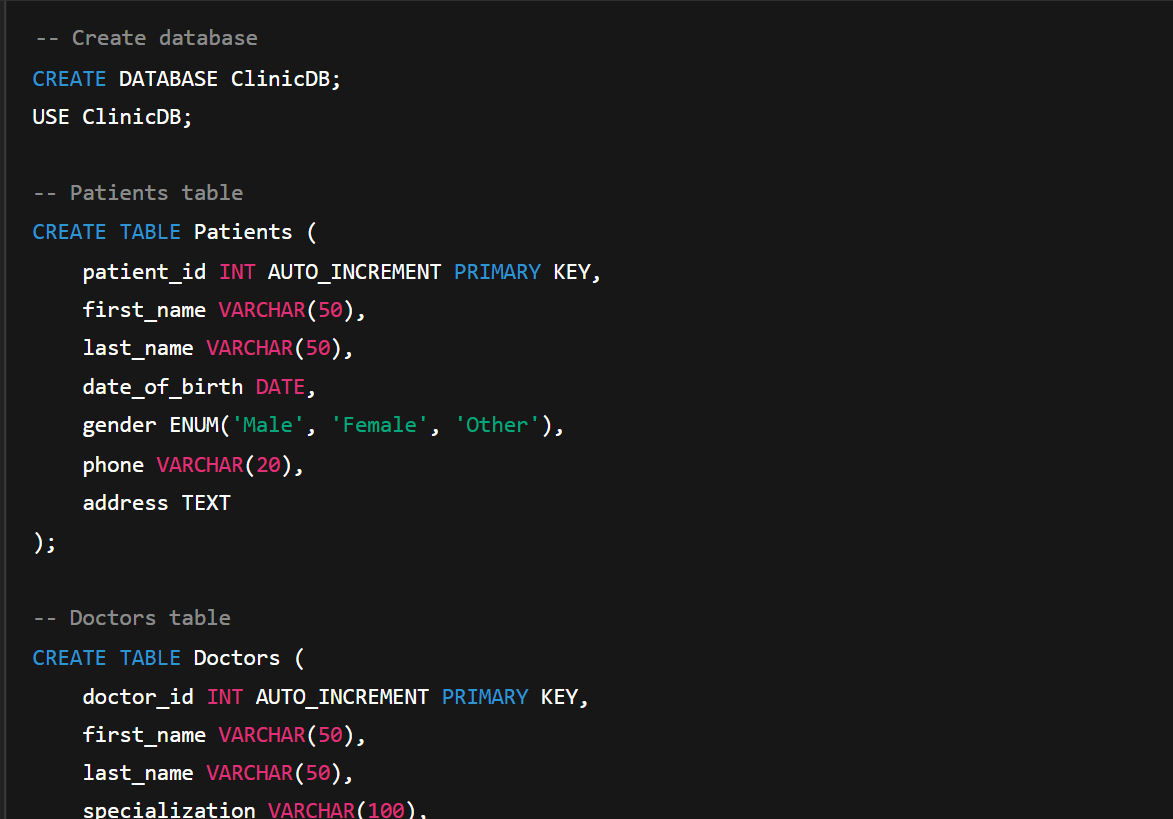 -- Create database
CREATE DATABASE ClinicDB;
USE ClinicDB;
-- Patients table
CREATE TABLE Patients (
    patient_id INT AUTO_INCREMENT PRIMARY KEY,
    first_name VARCHAR(50),
    last_name VARCHAR(50),
    date_of_birth DATE,
    gender ENUM('Male', 'Female', 'Other'),
    phone VARCHAR(20),
    address TEXT
);
-- Doctors table
CREATE TABLE Doctors (
    doctor_id INT AUTO_INCREMENT PRIMARY KEY,
    first_name VARCHAR(50),
    last_name VARCHAR(50),
    specialization VARCHAR(100),